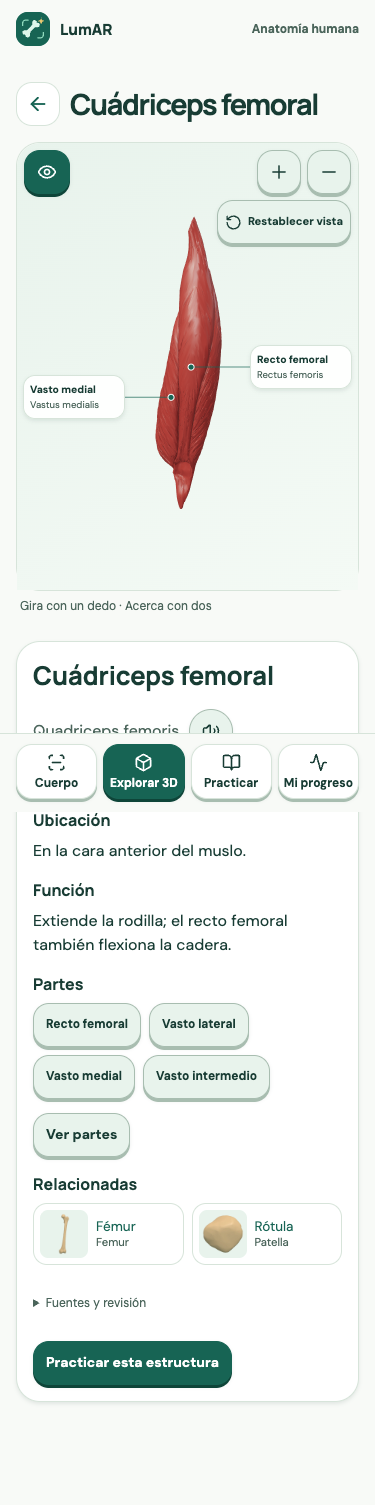 LumAR
Anatomía humana
Cuádriceps femoral
Restablecer vista
Recto femoral
Rectus femoris
Vasto medial
Vastus medialis
Gira con un dedo · Acerca con dos
Cuádriceps femoral
Quadriceps femoris
Cuerpo
Explorar 3D
Practicar
Mi progreso
Ubicación
En la cara anterior del muslo.
Función
Extiende la rodilla; el recto femoral
también flexiona la cadera.
Partes
Recto femoral
Vasto lateral
Vasto medial
Vasto intermedio
Ver partes
Relacionadas
Fémur
Femur
Rótula
Patella
Fuentes y revisión
Practicar esta estructura